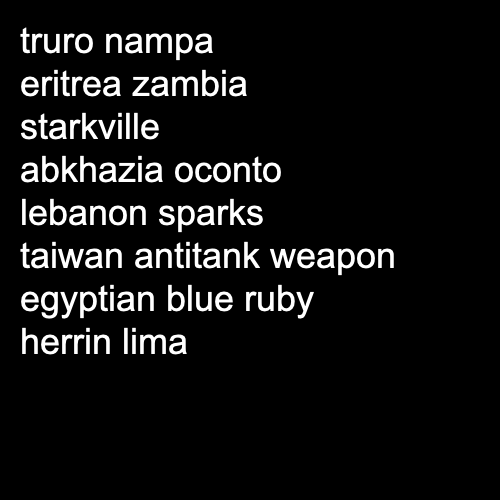 truro nampa
eritrea zambia
starkville
abkhazia oconto
lebanon sparks
taiwan antitank weapon
egyptian blue ruby
herrin lima